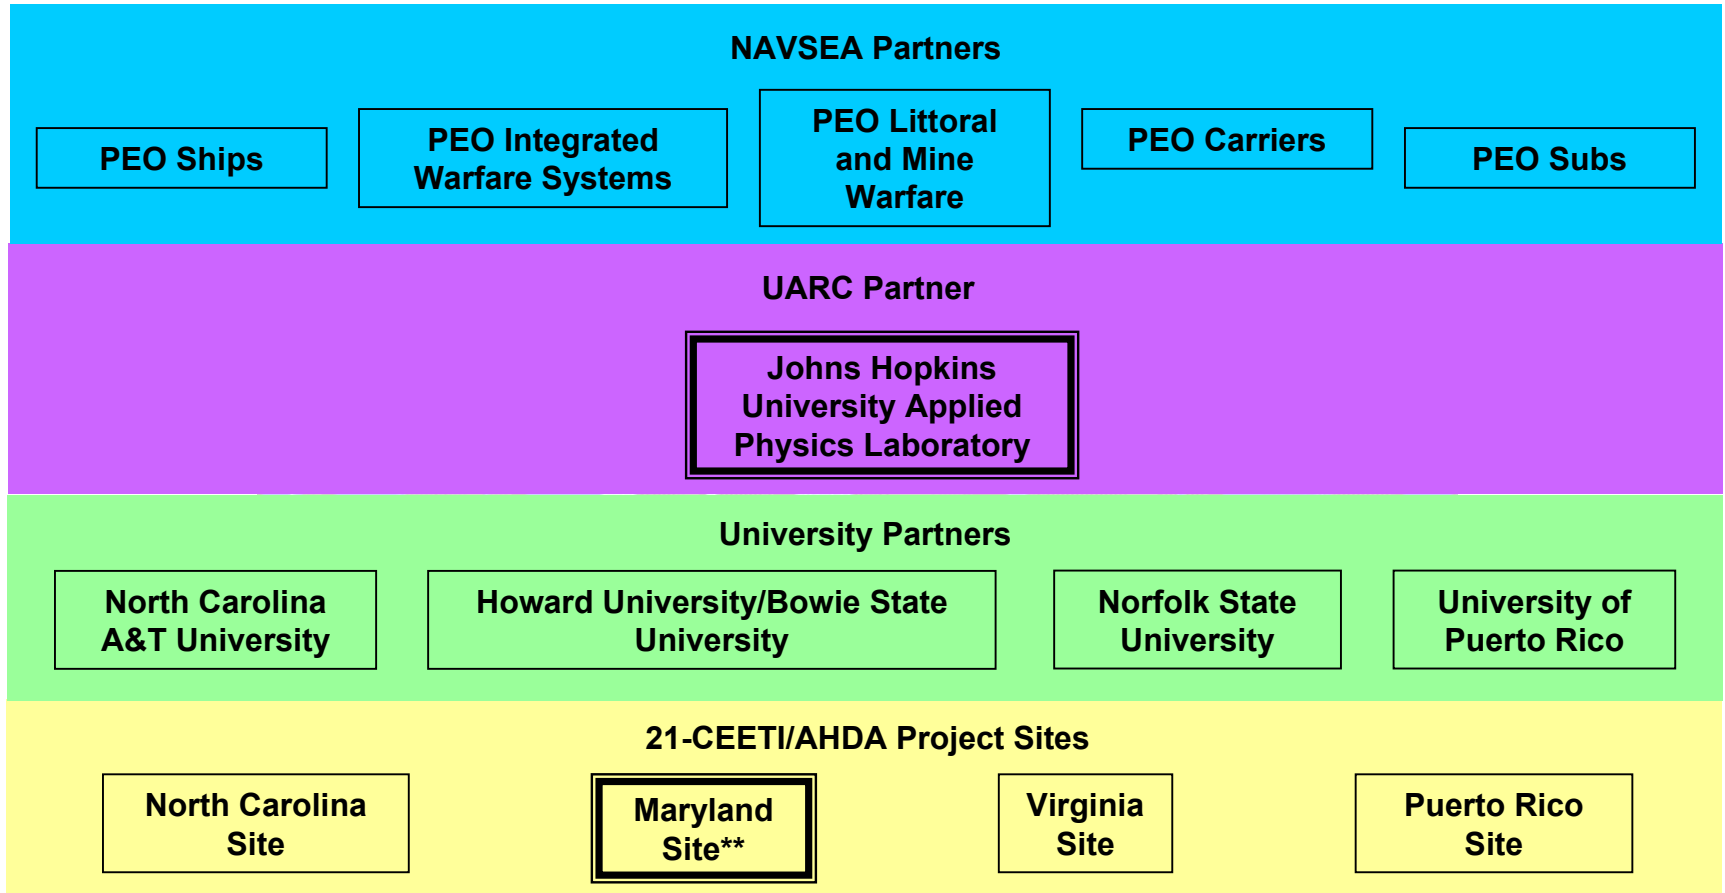 NAVSEA Partners
PEO Ships
PEO Integrated
Warfare Systems
PEO Littoral
and Mine
Warfare
PEO Carriers
PEO Subs
UARC Partner
Johns Hopkins
University Applied
Physics Laboratory
University Partners
North Carolina
A&T University
Howard University/Bowie State
University
Norfolk State
University
University of
Puerto Rico
21-CEETI/AHDA Project Sites
North Carolina
Site
Maryland
Site**
Virginia
Site
Puerto Rico
Site